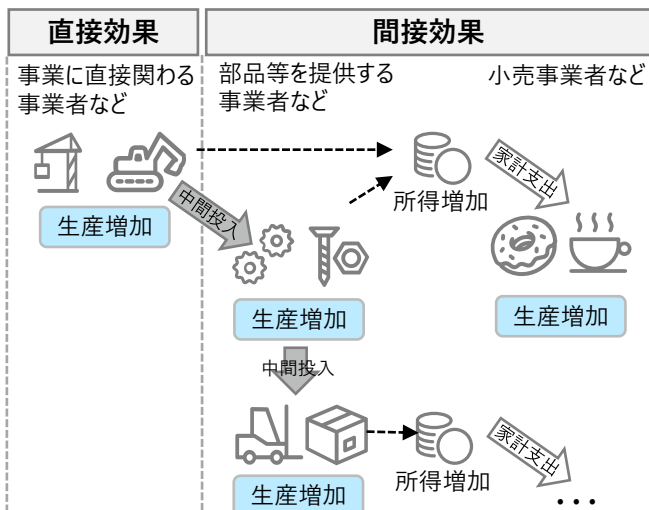 直接効果
間接効果
事業に直接関わる
事業者など
部品等を提供する
事業者など
小売事業者など
家計支出
所得増加
中間投入
生産増加
生産増加
生産増加
中間投入
家計支出
所得増加
生産増加
・・・